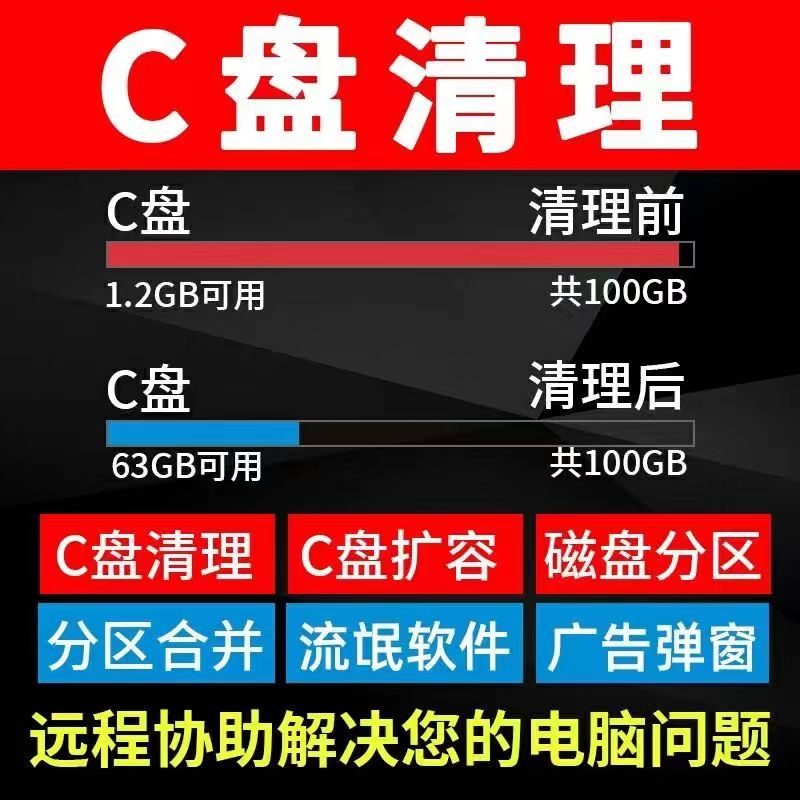 C盘清理
C盘 清理前
1.2GB可用 共100GB
C盘 清理后
63GB可用 共100GB
C盘清理 C盘扩容 磁盘分区
分区合并 流氓软件 广告弹窗
远程协助解决您的电脑问题